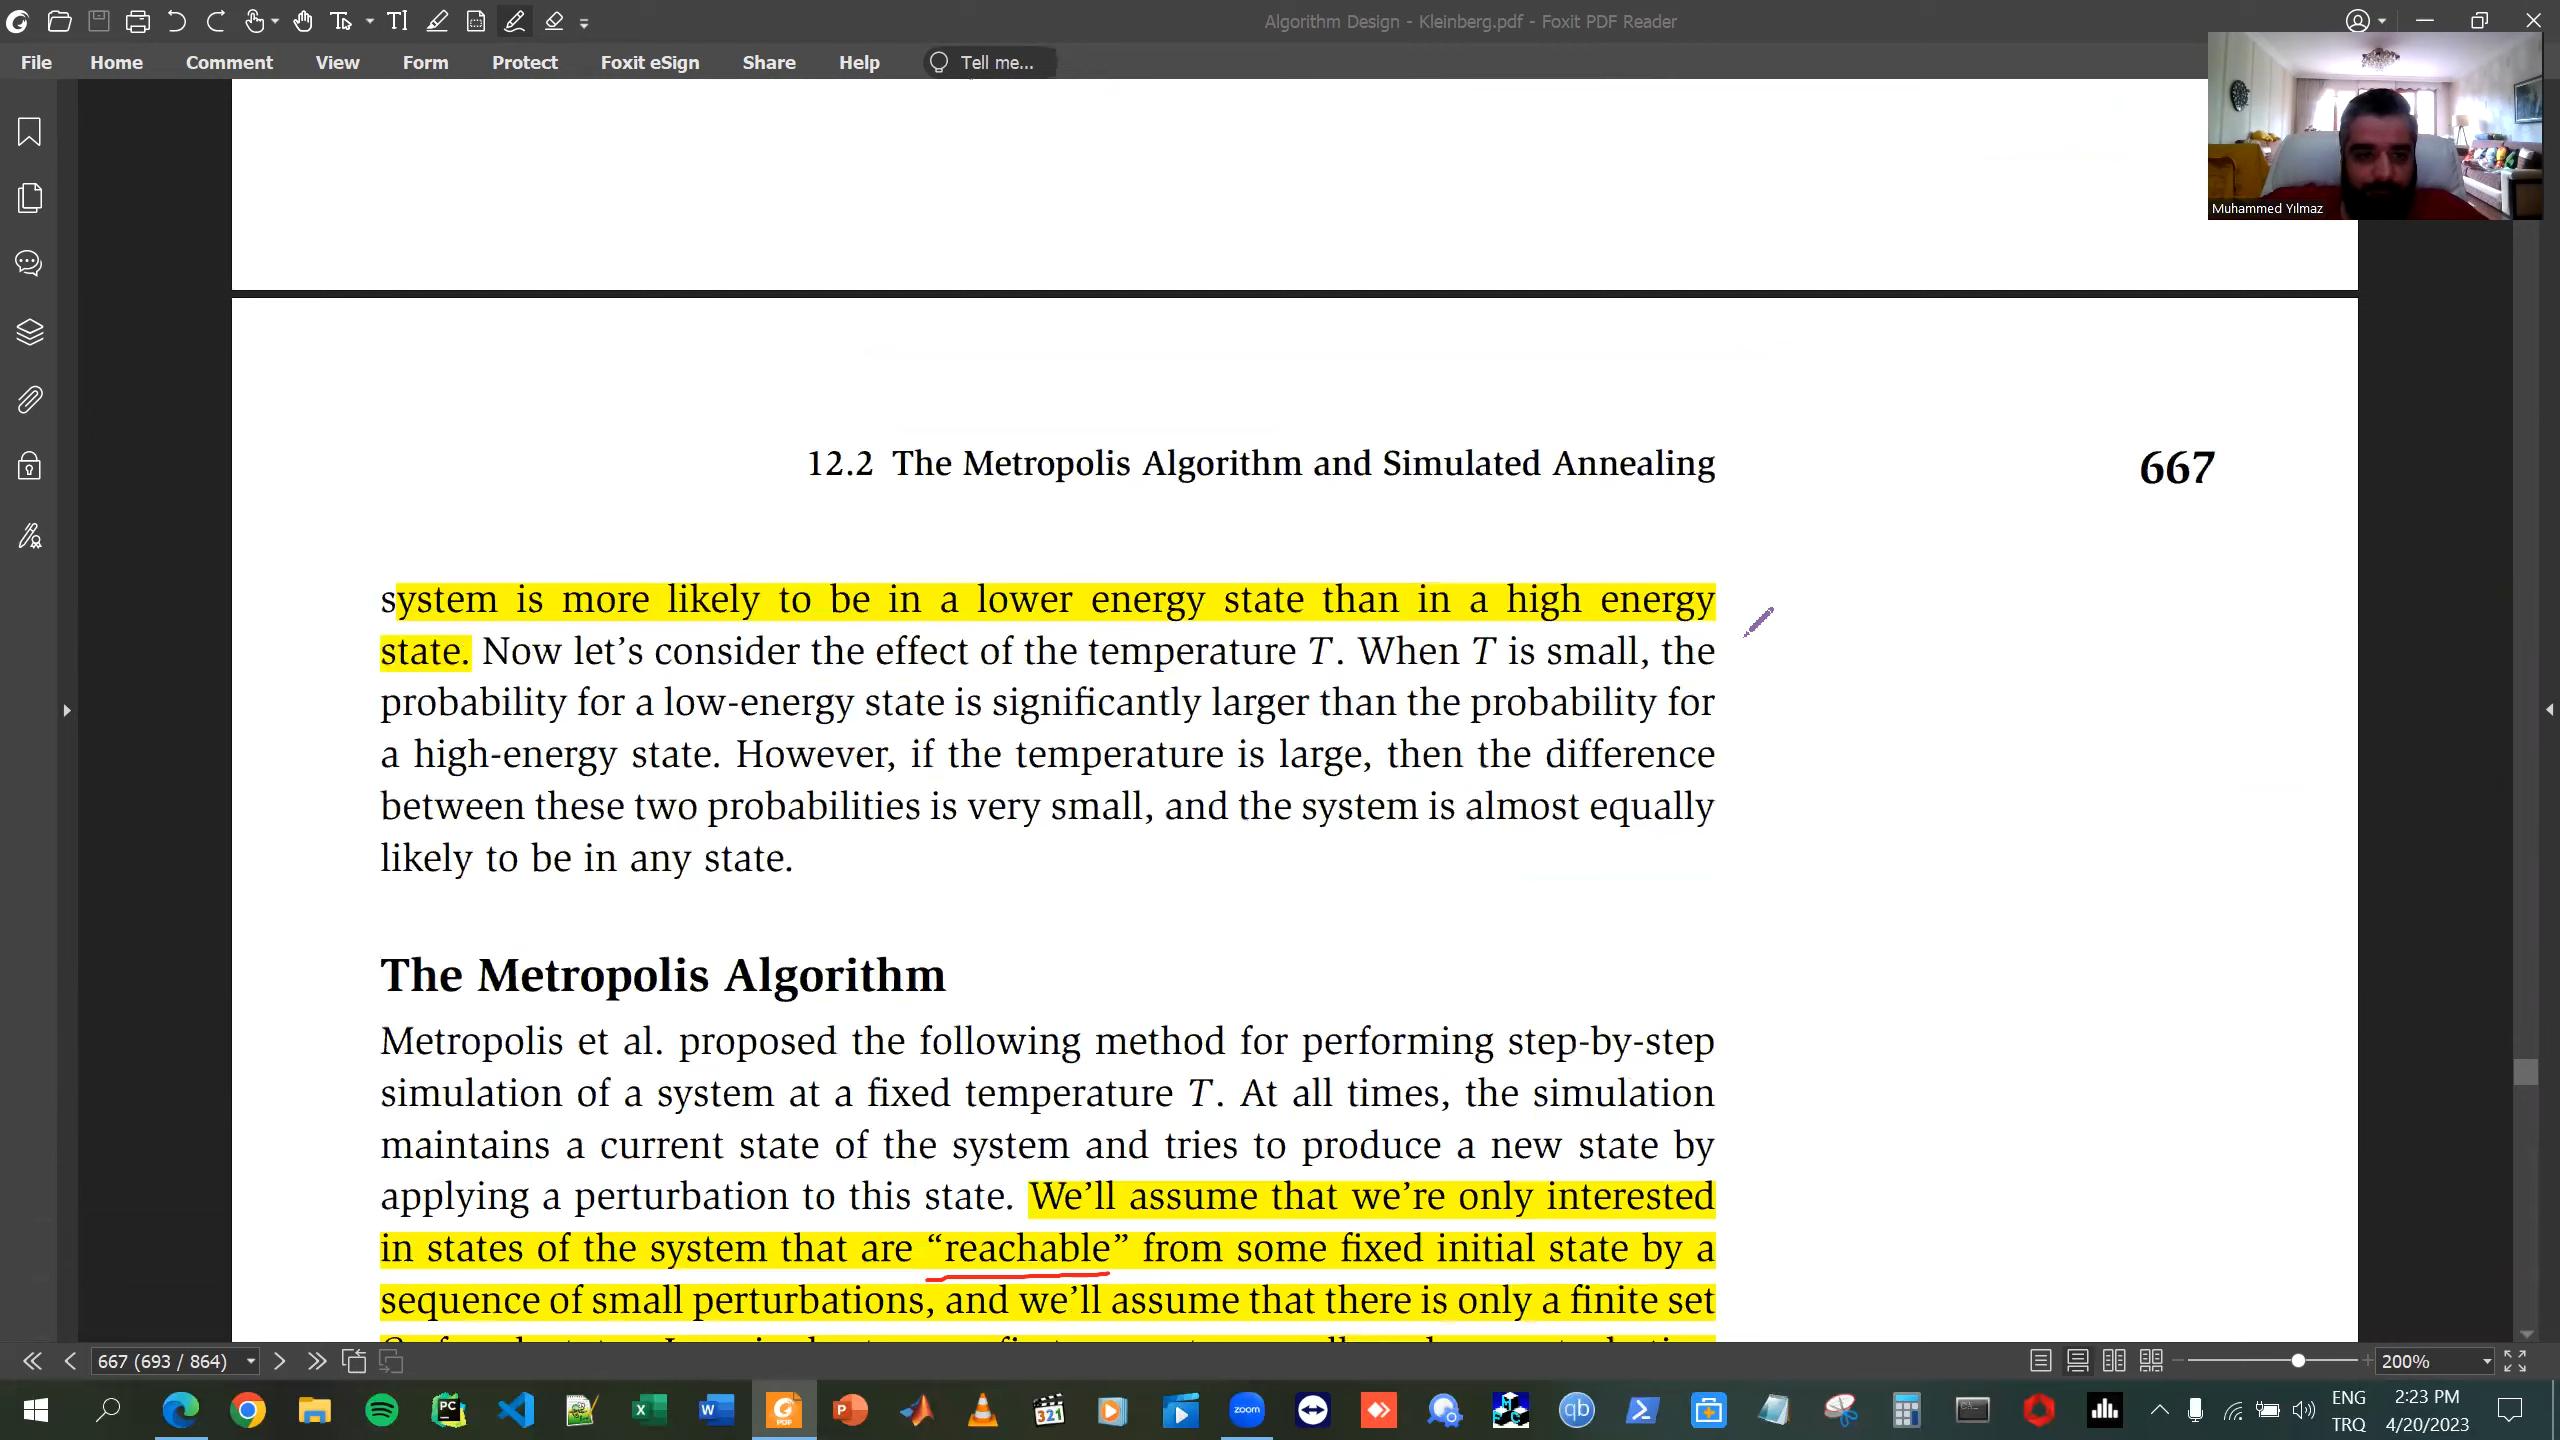 Algorithm Design - Kleinberg.pdf - Foxit PDF Reader
File Home Comment View Form Protect Foxit eSign Share Help Tell me...
Muhammed Yılmaz
12.2 The Metropolis Algorithm and Simulated Annealing 667
system is more likely to be in a lower energy state than in a high energy
state. Now let’s consider the effect of the temperature T. When T is small, the
probability for a low-energy state is significantly larger than the probability for
a high-energy state. However, if the temperature is large, then the difference
between these two probabilities is very small, and the system is almost equally
likely to be in any state.
The Metropolis Algorithm
Metropolis et al. proposed the following method for performing step-by-step
simulation of a system at a fixed temperature T. At all times, the simulation
maintains a current state of the system and tries to produce a new state by
applying a perturbation to this state. We’ll assume that we’re only interested
in states of the system that are “reachable” from some fixed initial state by a
sequence of small perturbations, and we’ll assume that there is only a finite set
667 (693 / 864) 200%
PC W PDF P 321 zoom qb
ENG 2:23 PM
TRQ 4/20/2023